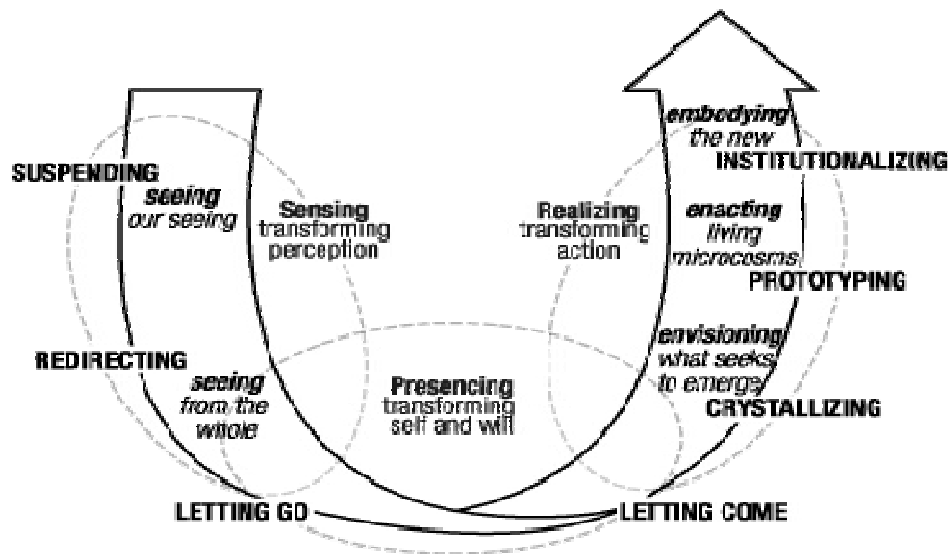 SUSPENDING
seeing
our seeing
REDIRECTING
seeing
from the
whole
LETTING GO
Sensing
transforming
perception
Presencing
transforming
self and will
Realizing
transforming
action
LETTING COME
envisioning
what seeks
to emerge
CRYSTALLIZING
enacting
living
microcosms
PROTOTYPING
embodying
the new
INSTITUTIONALIZING